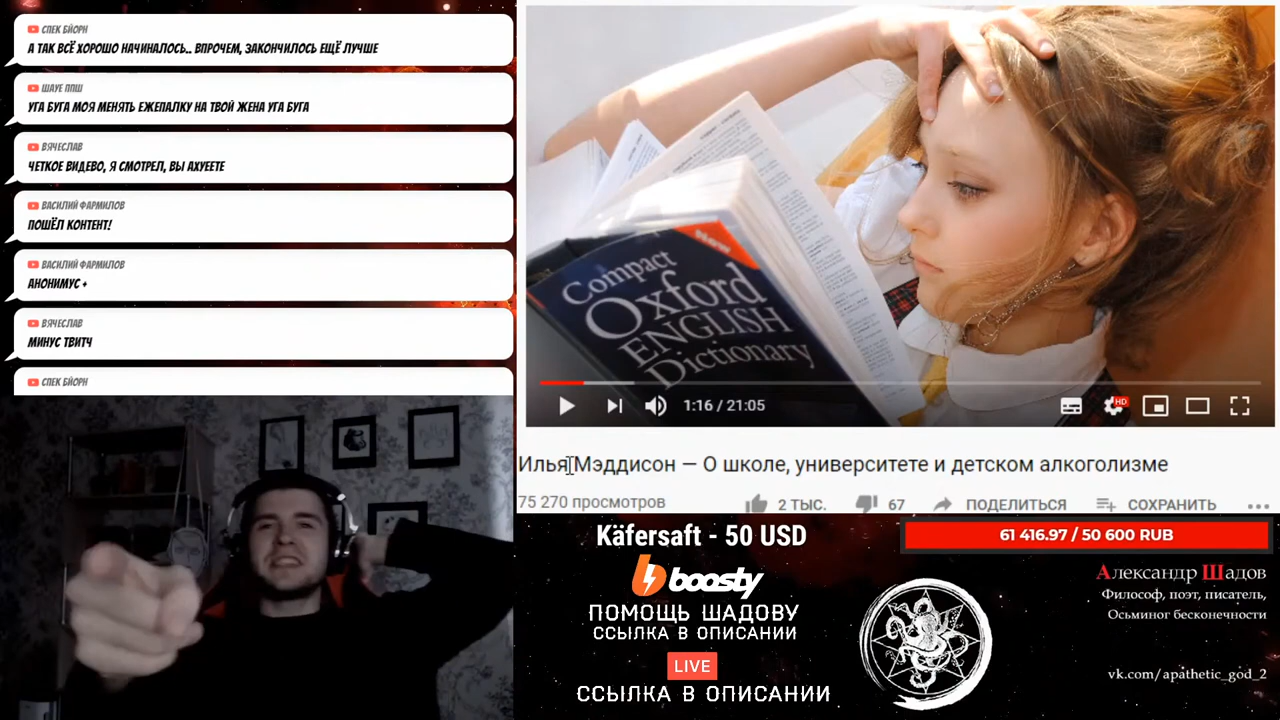 СПЕК БЙОРН
А ТАК ВСЁ ХОРОШО НАЧИНАЛОСЬ.. ВПРОЧЕМ, ЗАКОНЧИЛОСЬ ЕЩЁ ЛУЧШЕ
ШАУЕ ППШ
УГА БУГА МОЯ МЕНЯТЬ ЕЖЕПАЛКУ НА ТВОЙ ЖЕНА УГА БУГА
ВЯЧЕСЛАВ
ЧЕТКОЕ ВИДЕВО, Я СМОТРЕЛ, ВЫ АХУЕЕТЕ
ВАСИЛИЙ ФАРМИЛОВ
ПОШЁЛ КОНТЕНТ!
ВАСИЛИЙ ФАРМИЛОВ
АНОНИМУС +
ВЯЧЕСЛАВ
МИНУС ТВИТЧ
СПЕК БЙОРН
New
Compact
Oxford
ENGLISH
Dictionary
1:16 / 21:05
HD
Илья Мэддисон — О школе, университете и детском алкоголизме
75 270 просмотров
2 ТЫС.
67
ПОДЕЛИТЬСЯ
СОХРАНИТЬ
Käfersaft - 50 USD
boosty
ПОМОЩЬ ШАДОВУ
ССЫЛКА В ОПИСАНИИ
LIVE
ССЫЛКА В ОПИСАНИИ
61 416.97 / 50 600 RUB
Александр Шадов
Философ, поэт, писатель,
Осьминог бесконечности
vk.com/apathetic_god_2